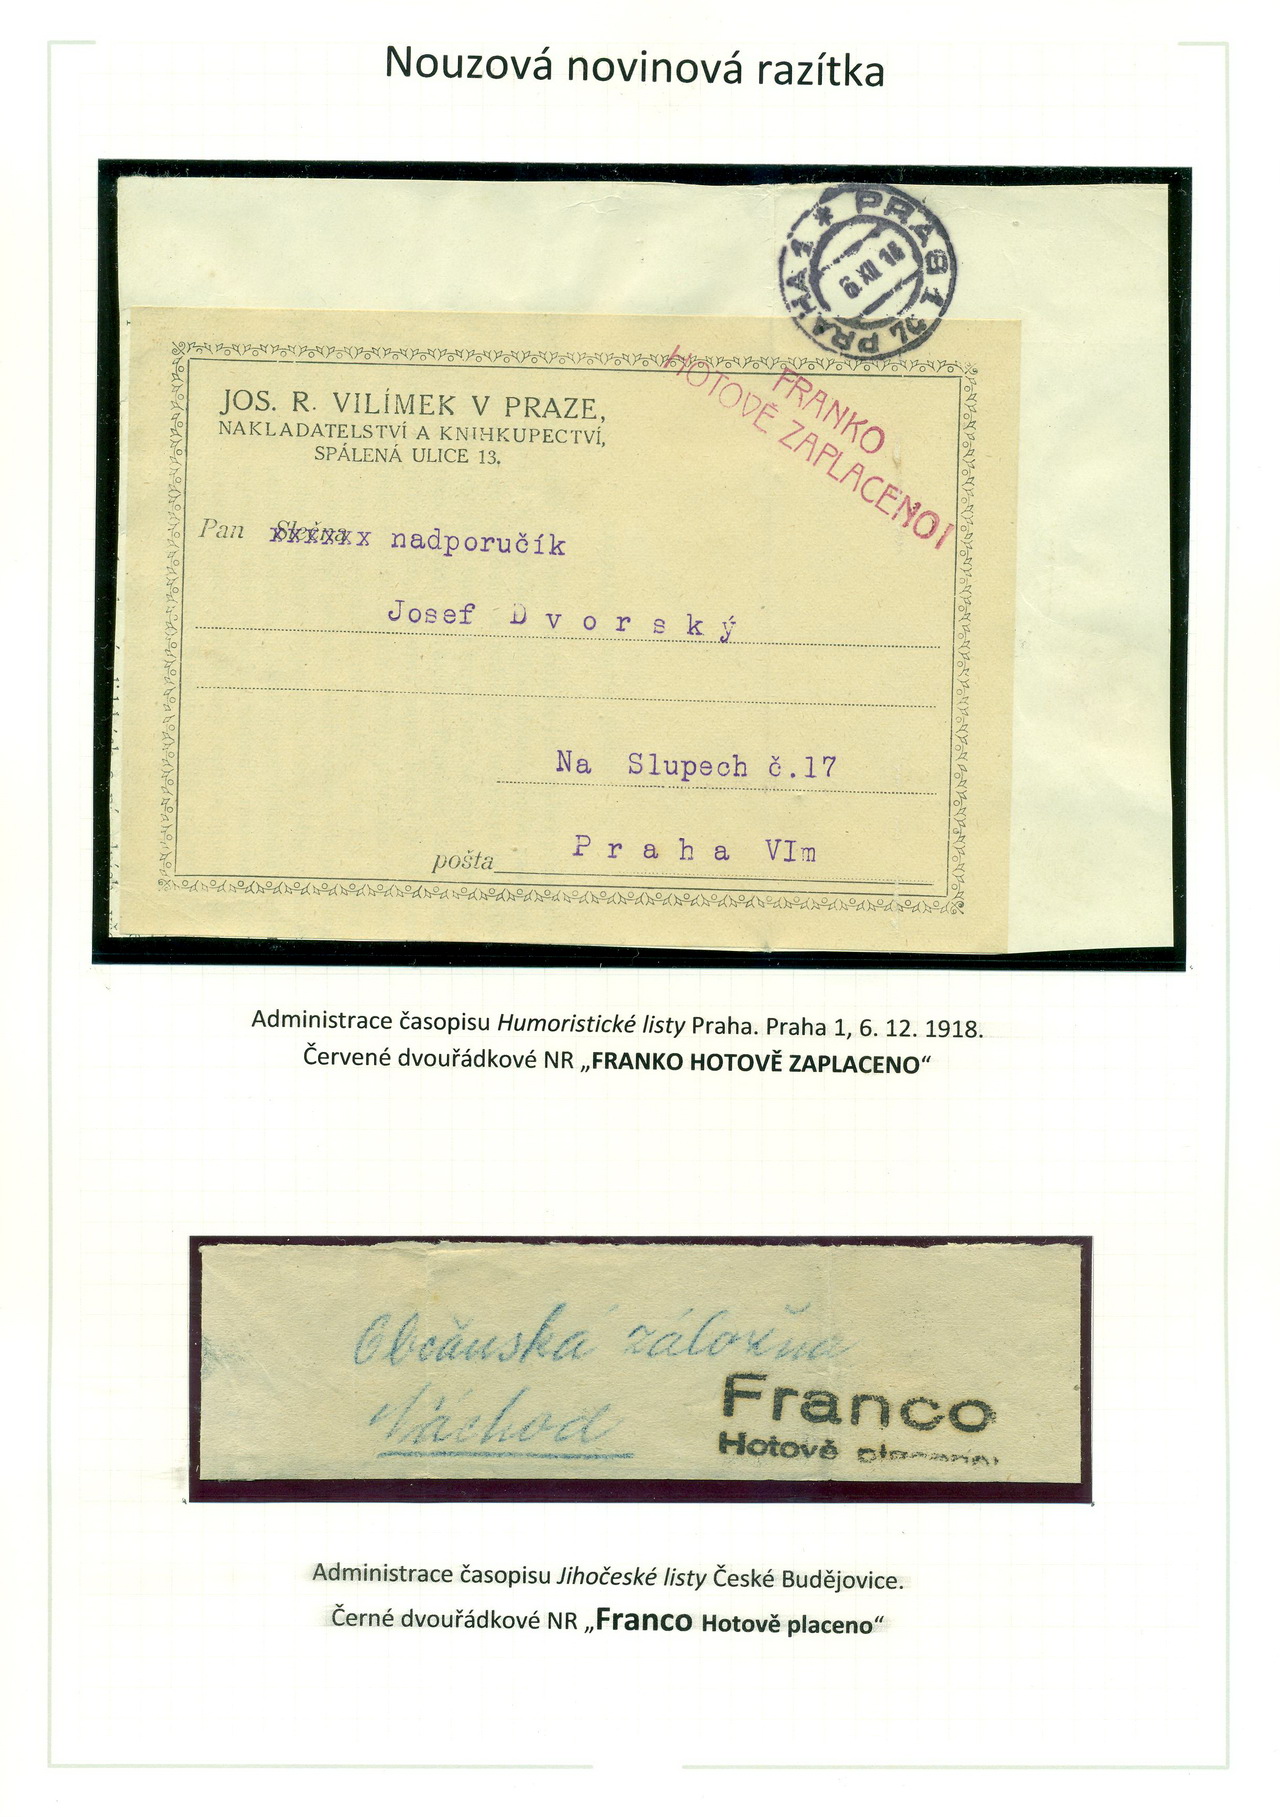 Nouzová novinová razítka
* PRAG 1
PRAHA 1
6 XII 18
FRANKO
HOTOVĚ ZAPLACENO!
JOS. R. VILÍMEK V PRAZE,
NAKLADATELSTVÍ A KNIHKUPECTVÍ,
SPÁLENÁ ULICE 13.
Pan Slečna nadporučík
Josef Dvorský
Na Slupech č.17
pošta Praha VIm
Administrace časopisu Humoristické listy Praha. Praha 1, 6. 12. 1918.
Červené dvouřádkové NR „FRANKO HOTOVĚ ZAPLACENO“
Občanská záložna
Náchod
Franco
Hotově placeno
Administrace časopisu Jihočeské listy České Budějovice.
Černé dvouřádkové NR „Franco Hotově placeno“